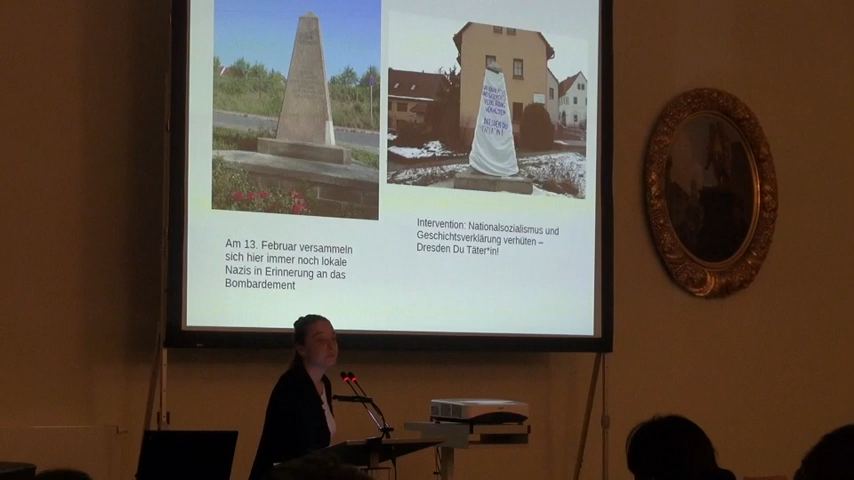 Am 13. Februar versammeln
sich hier immer noch lokale
Nazis in Erinnerung an das
Bombardement
Intervention: Nationalsozialismus und
Geschichtsverklärung verhüten –
Dresden Du Täter*in!